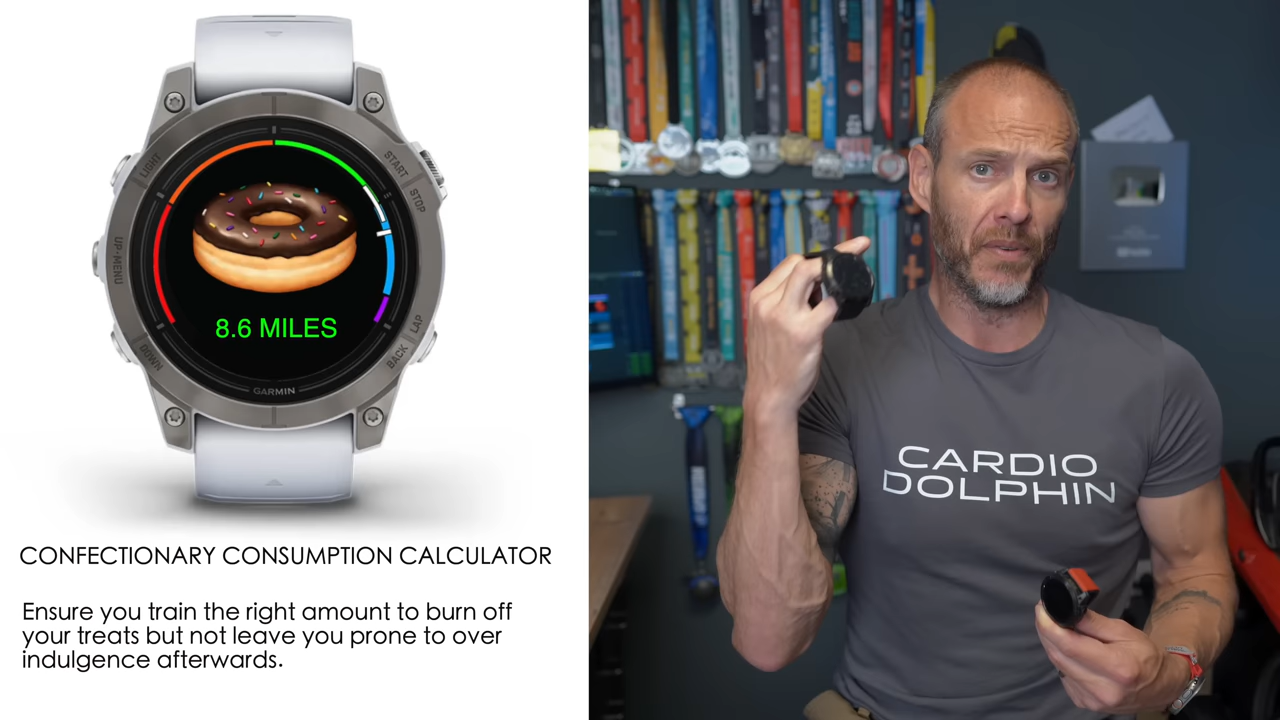 LIGHT
START
STOP
UP·MENU
8.6 MILES
DOWN
LAP
BACK
GARMIN
CONFECTIONARY CONSUMPTION CALCULATOR
Ensure you train the right amount to burn off
your treats but not leave you prone to over
indulgence afterwards.
CARDIO
DOLPHIN